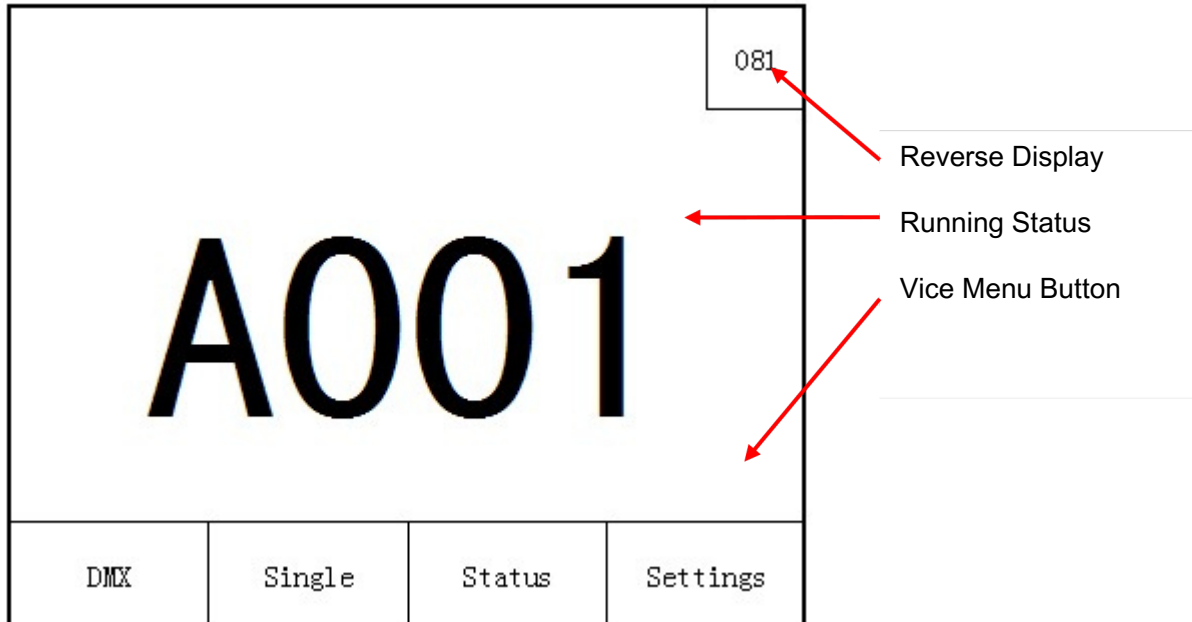 081
Reverse Display
Running Status
Vice Menu Button
A001
DMX Single Status Settings